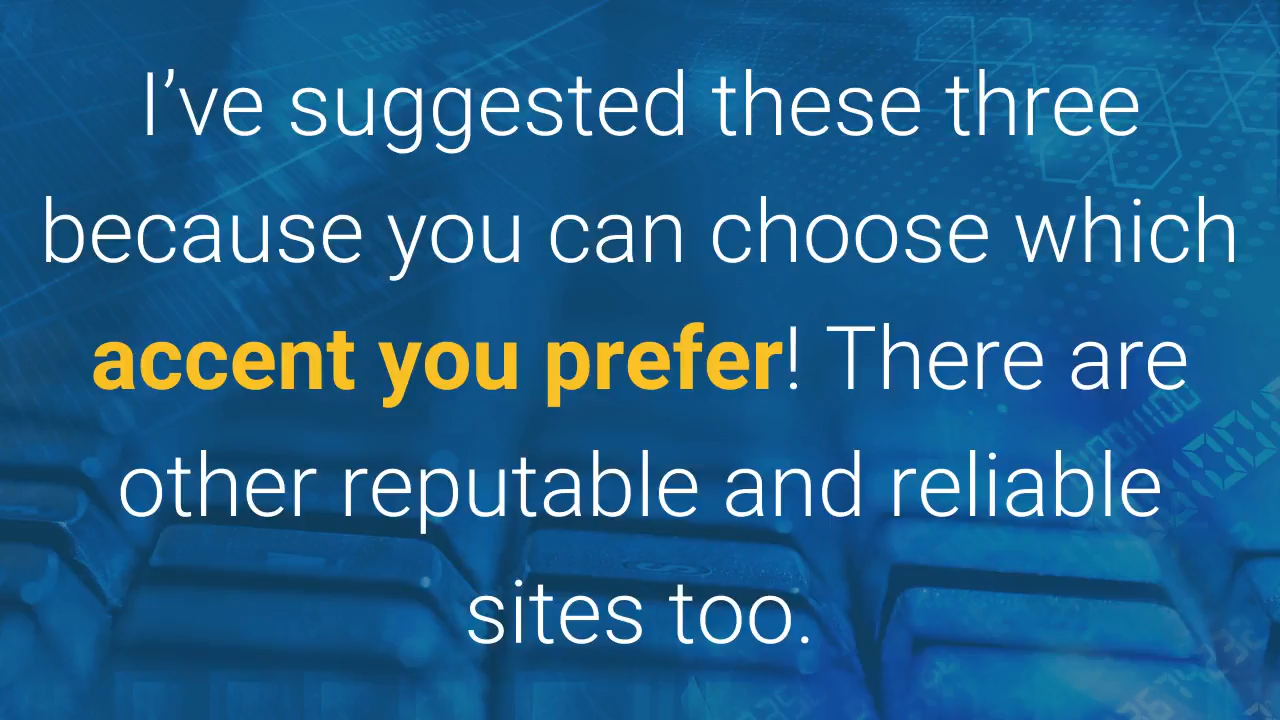 I’ve suggested these three
because you can choose which
accent you prefer! There are
other reputable and reliable
sites too.